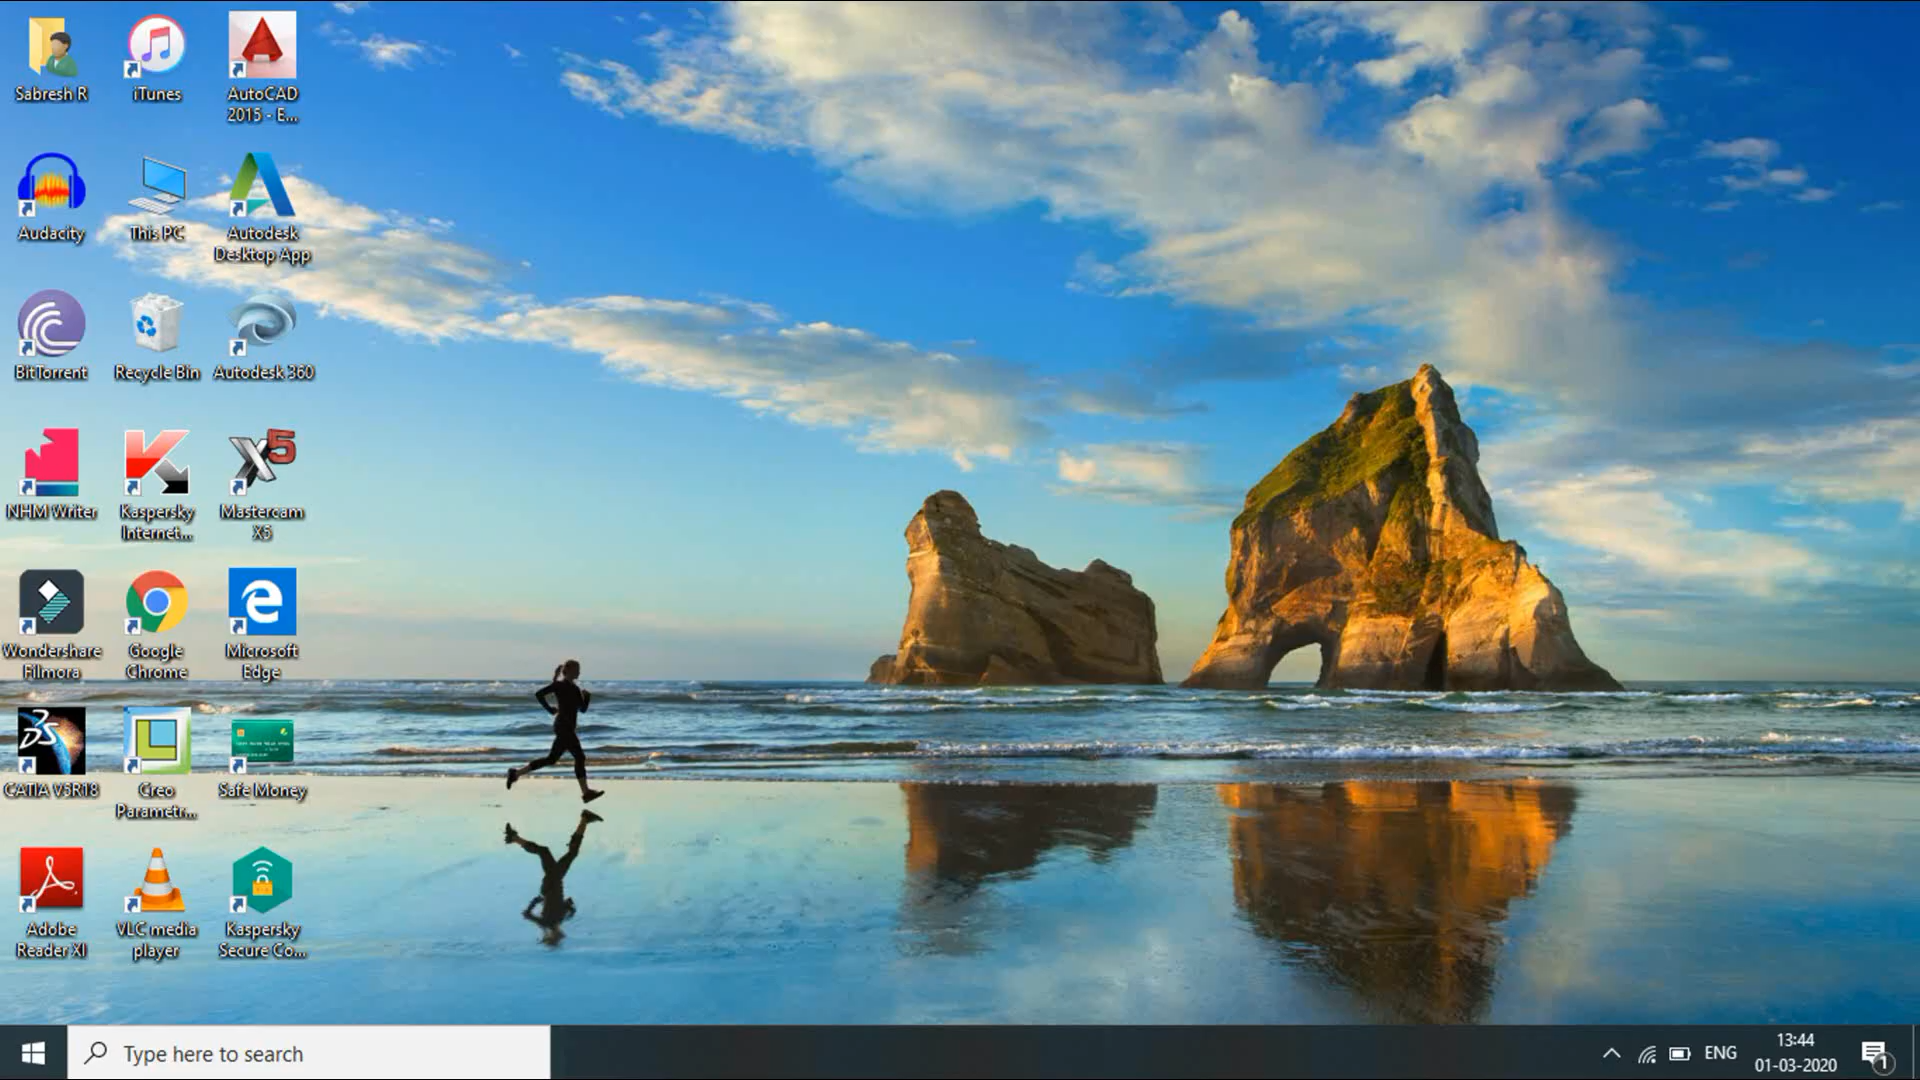 Sabresh R
iTunes
AutoCAD
2015 - E...
Audacity
This PC
Autodesk
Desktop App
BitTorrent
Recycle Bin
Autodesk 360
NHM Writer
Kaspersky
Internet...
X5
Mastercam
X5
Wondershare
Filmora
Google
Chrome
Microsoft
Edge
CATIA V5R18
Creo
Parametr...
Safe Money
Adobe
Reader XI
VLC media
player
Kaspersky
Secure Co...
Type here to search
ENG
13:44
01-03-2020
1